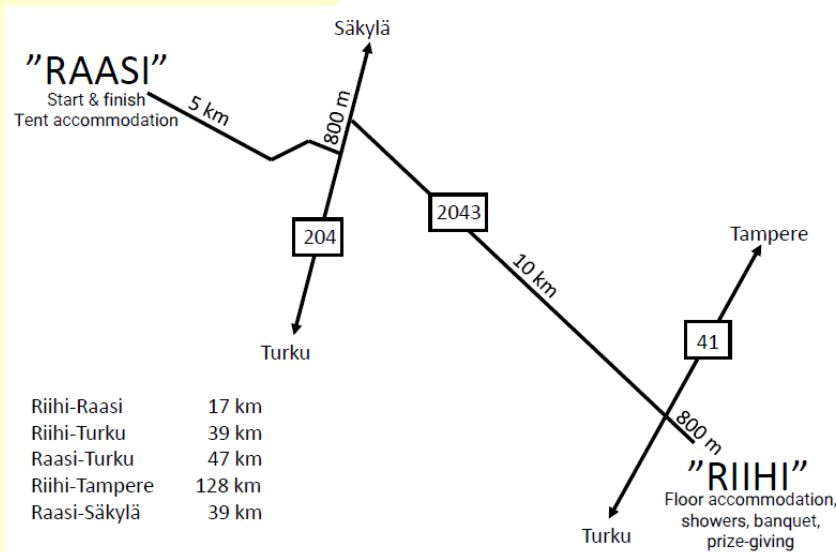 Säkylä
”RAASI”
Start & finish
Tent accommodation
5 km
800 m
2043
204
Tampere
10 km
41
Turku
Riihi-Raasi 17 km
Riihi-Turku 39 km
Raasi-Turku 47 km
Riihi-Tampere 128 km
Raasi-Säkylä 39 km
800 m
”RIIHI”
Floor accommodation,
showers, banquet,
prize-giving
Turku